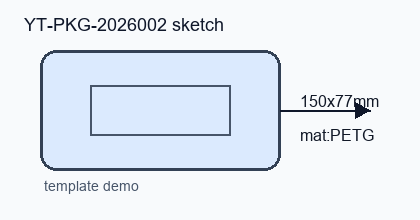 YT-PKG-2026002 sketch
150x77mm
mat:PETG
template demo